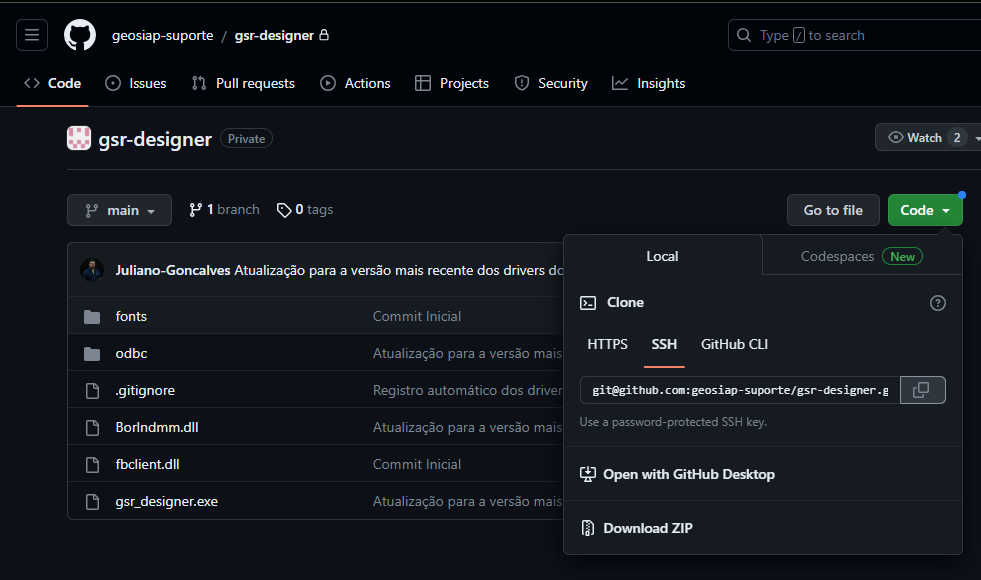 geosiap-suporte / gsr-designer
Type / to search
Code Issues Pull requests Actions Projects Security Insights
gsr-designer Private
Watch 2
main 1 branch 0 tags
Go to file Code
Juliano-Goncalves Atualização para a versão mais recente dos drivers do
fonts Commit Inicial
odbc Atualização para a versão mais
.gitignore Registro automático dos driver
Borlndmm.dll Atualização para a versão mais
fbclient.dll Commit Inicial
gsr_designer.exe Atualização para a versão mais
Local Codespaces New
Clone
HTTPS SSH GitHub CLI
git@github.com:geosiap-suporte/gsr-designer.g
Use a password-protected SSH key.
Open with GitHub Desktop
Download ZIP